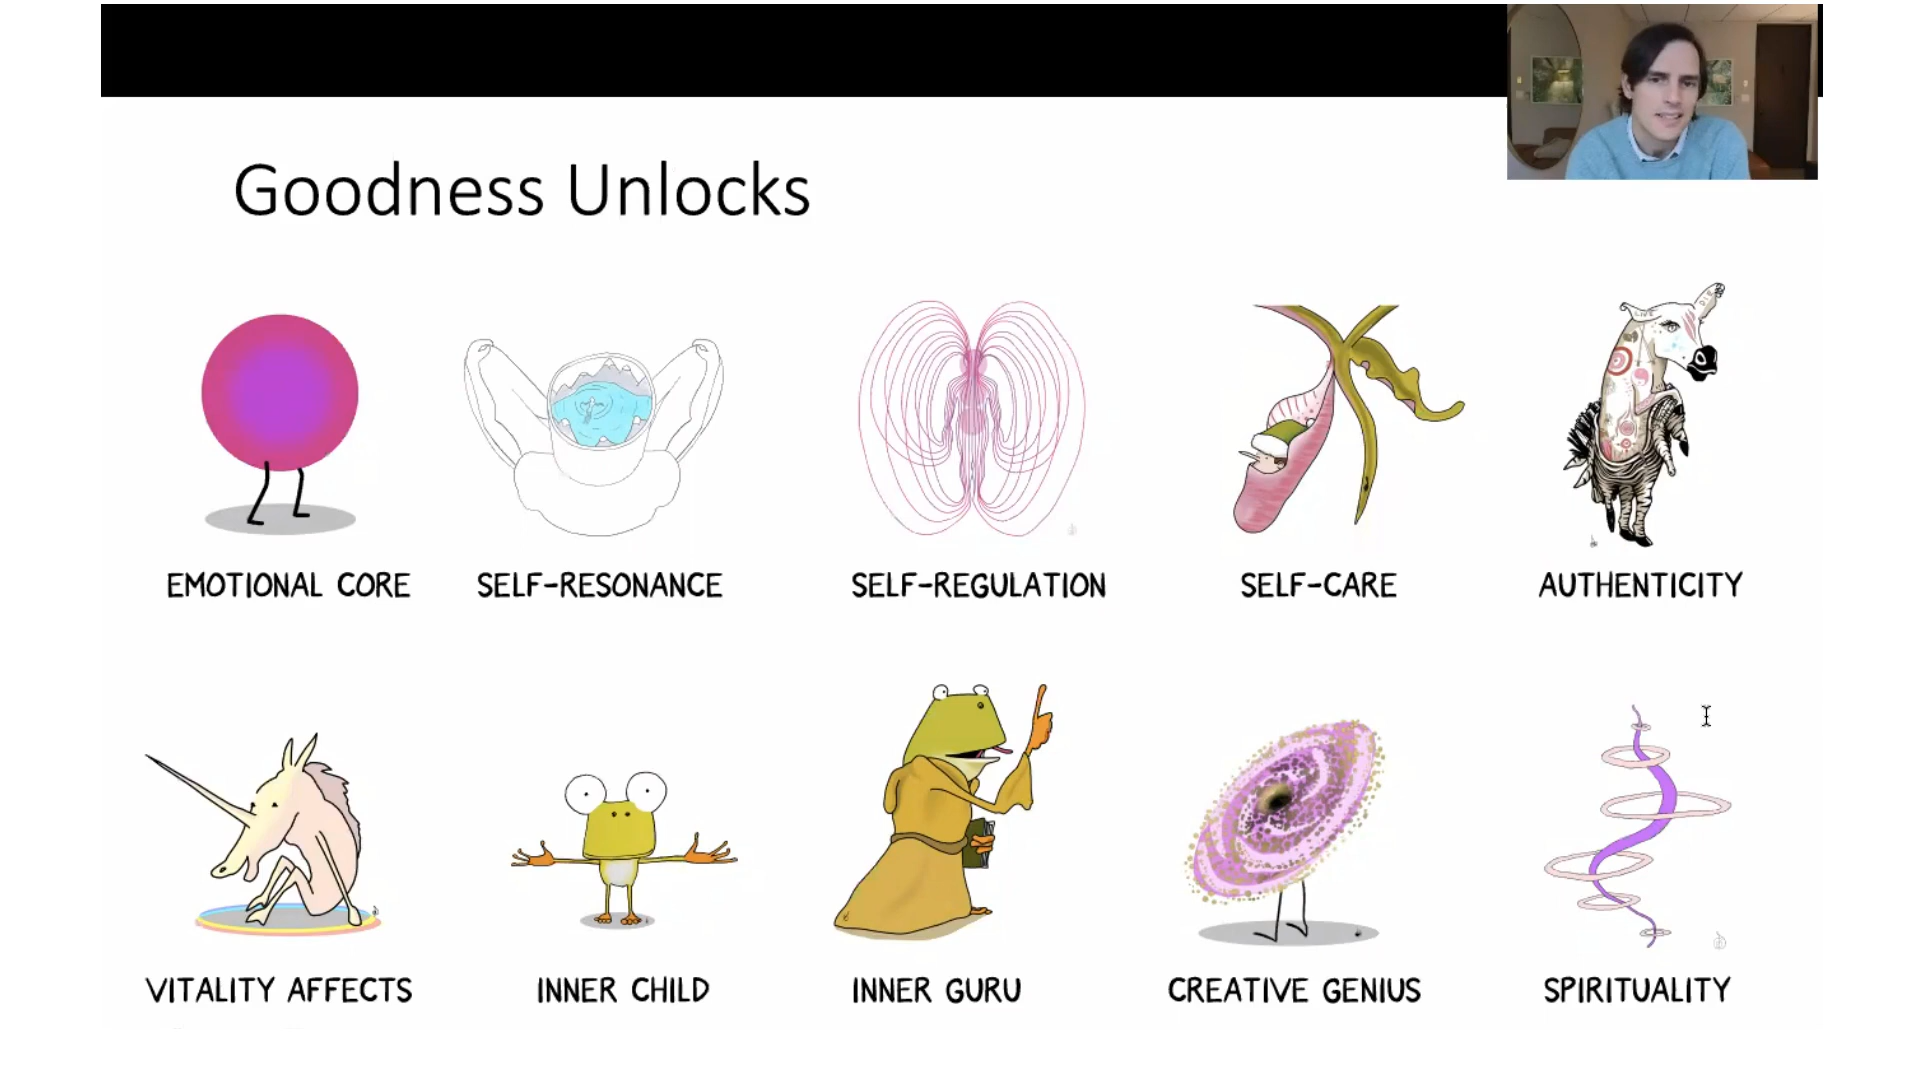 Goodness Unlocks
EMOTIONAL CORE
SELF-RESONANCE
SELF-REGULATION
SELF-CARE
AUTHENTICITY
VITALITY AFFECTS
INNER CHILD
INNER GURU
CREATIVE GENIUS
SPIRITUALITY